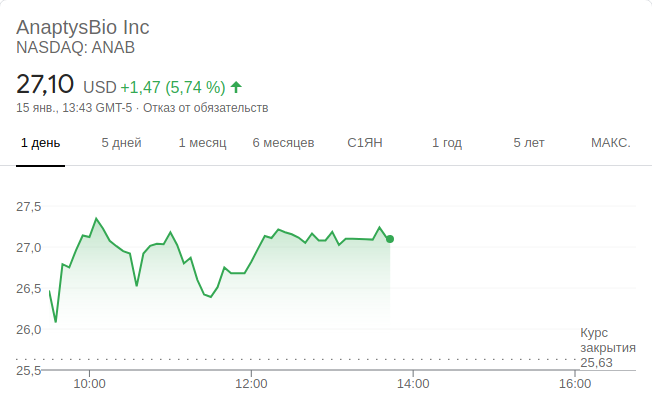 AnaptysBio Inc
NASDAQ: ANAB
27,10 USD +1,47 (5,74 %)
15 янв., 13:43 GMT-5 · Отказ от обязательств
1 день 5 дней 1 месяц 6 месяцев С1ЯН 1 год 5 лет МАКС.
27,5
27,0
26,5
26,0
Курс
закрытия
25,63
25,5
10:00 12:00 14:00 16:00